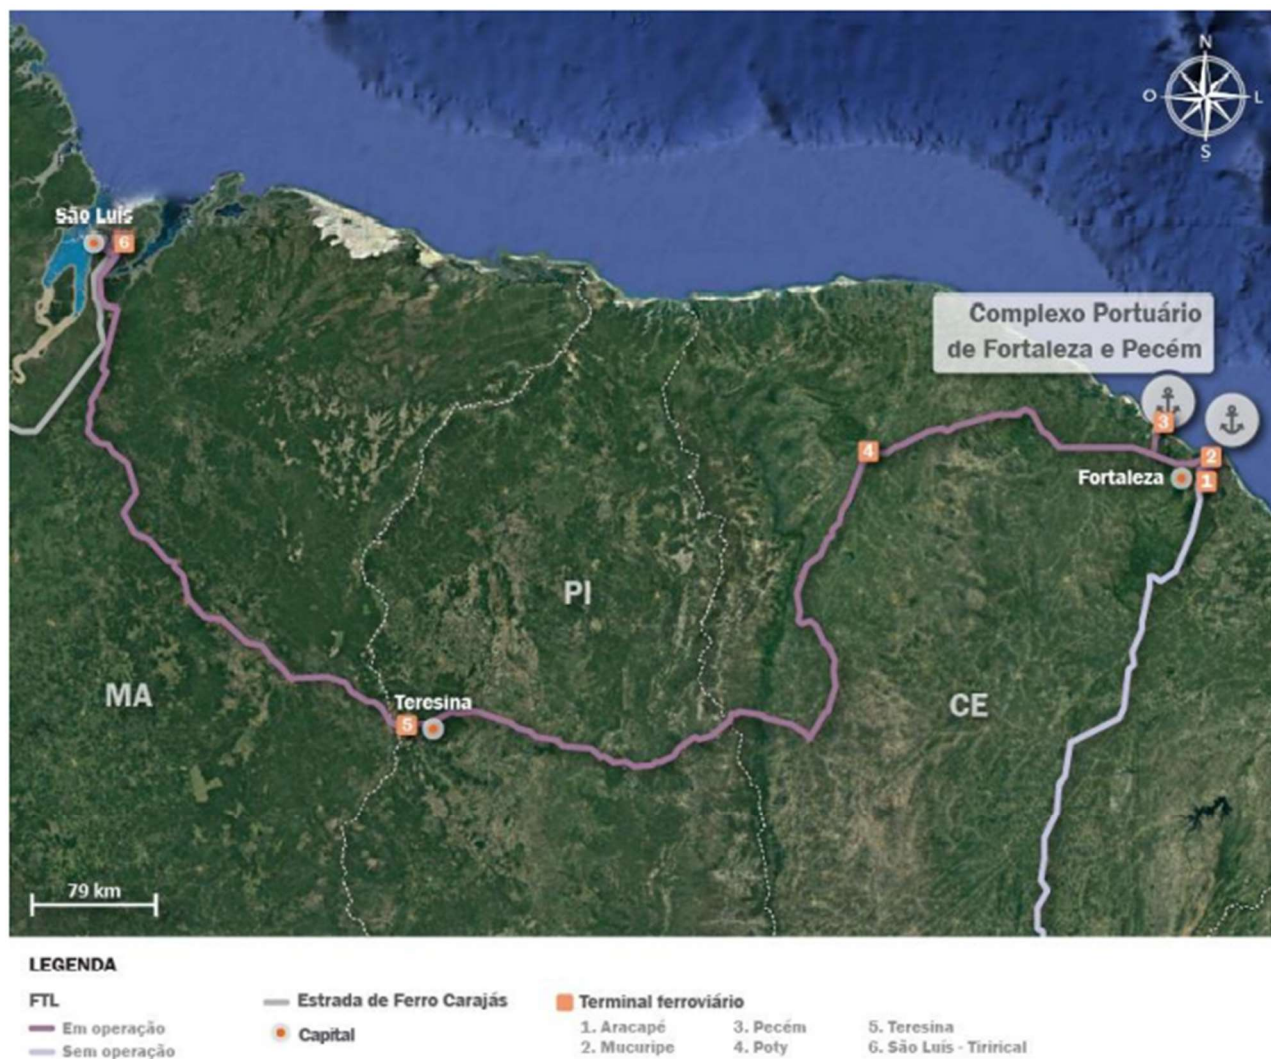 N
O
L
S
São Luís
6
Complexo Portuário
de Fortaleza e Pecém
3
4
2
Fortaleza
1
PI
MA
Teresina
5
CE
79 km
LEGENDA
FTL
Em operação
Sem operação
Estrada de Ferro Carajás
Capital
Terminal ferroviário
1. Aracapé
2. Mucuripe
3. Pecém
4. Poty
5. Teresina
6. São Luís - Tirirical